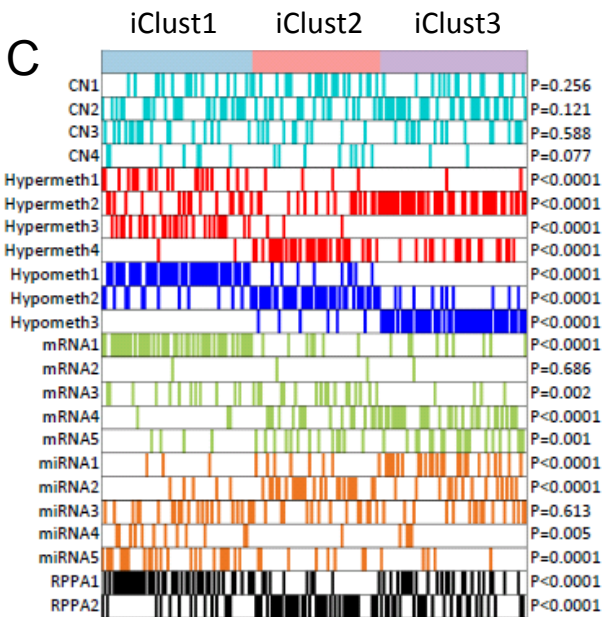 iClust1 iClust2 iClust3
C
CN1 P=0.256
CN2 P=0.121
CN3 P=0.588
CN4 P=0.077
Hypermeth1 P<0.0001
Hypermeth2 P<0.0001
Hypermeth3 P<0.0001
Hypermeth4 P<0.0001
Hypometh1 P<0.0001
Hypometh2 P<0.0001
Hypometh3 P<0.0001
mRNA1 P<0.0001
mRNA2 P=0.686
mRNA3 P=0.002
mRNA4 P<0.0001
mRNA5 P=0.001
miRNA1 P<0.0001
miRNA2 P<0.0001
miRNA3 P=0.613
miRNA4 P=0.005
miRNA5 P=0.0001
RPPA1 P<0.0001
RPPA2 P<0.0001